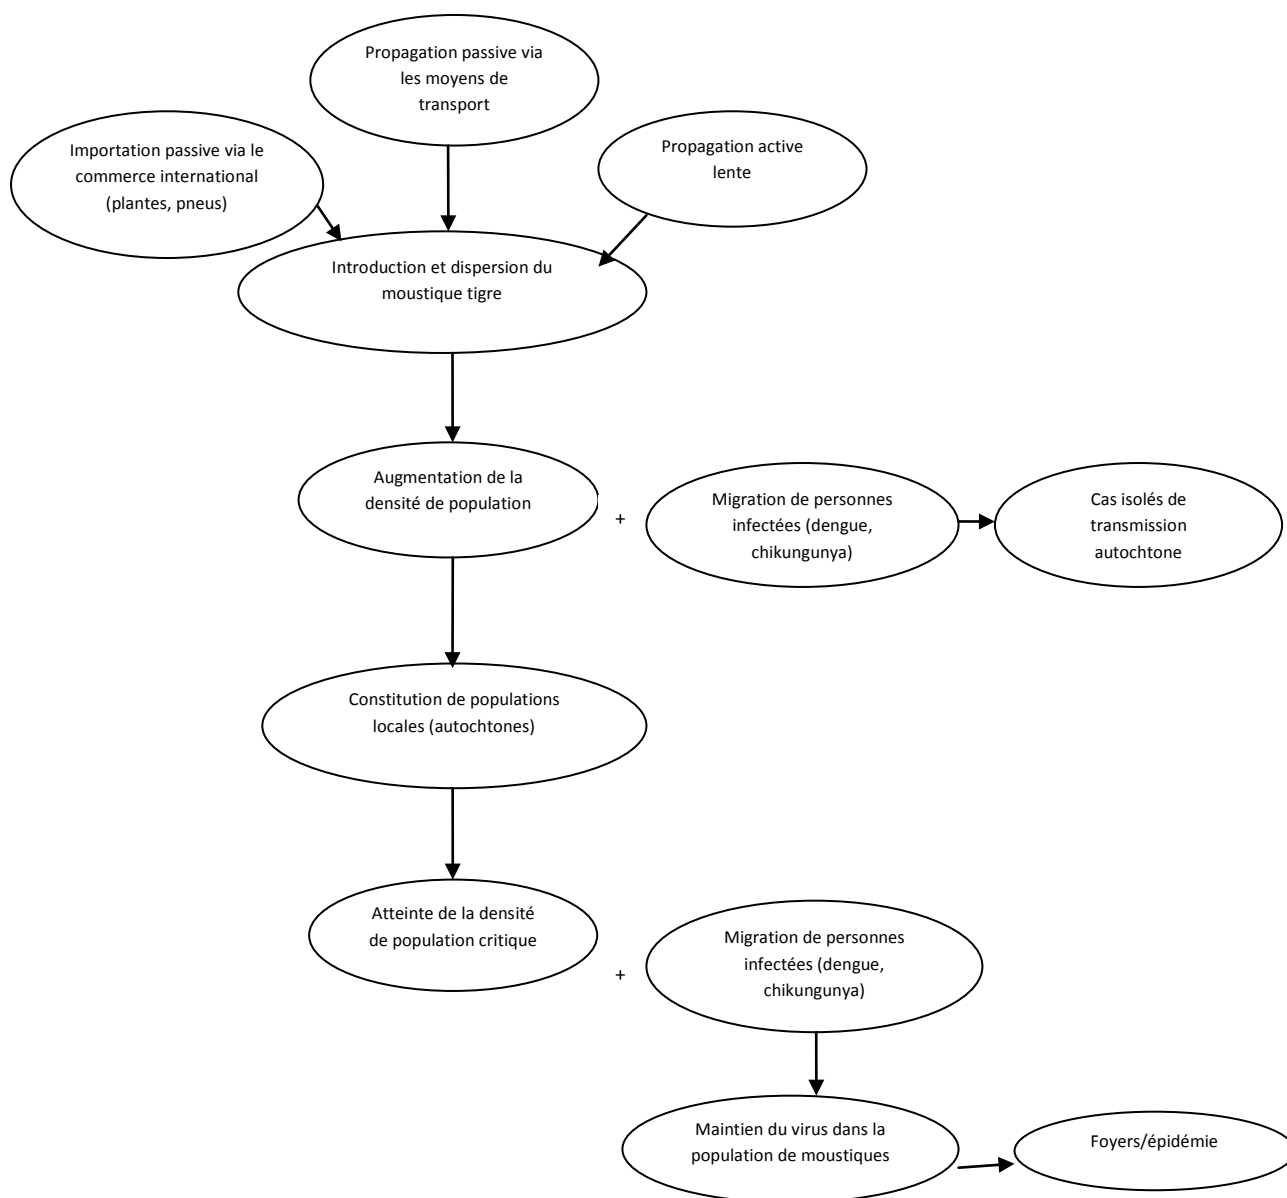 Propagation passive via
les moyens de
transport
Importation passive via le
commerce international
(plantes, pneus)
Propagation active
lente
Introduction et dispersion du
moustique tigre
Augmentation de la
densité de population
+
Migration de personnes
infectées (dengue,
chikungunya)
Cas isolés de
transmission
autochtone
Constitution de populations
locales (autochtones)
Atteinte de la densité
de population critique
+
Migration de personnes
infectées (dengue,
chikungunya)
Maintien du virus dans la
population de moustiques
Foyers/épidémie